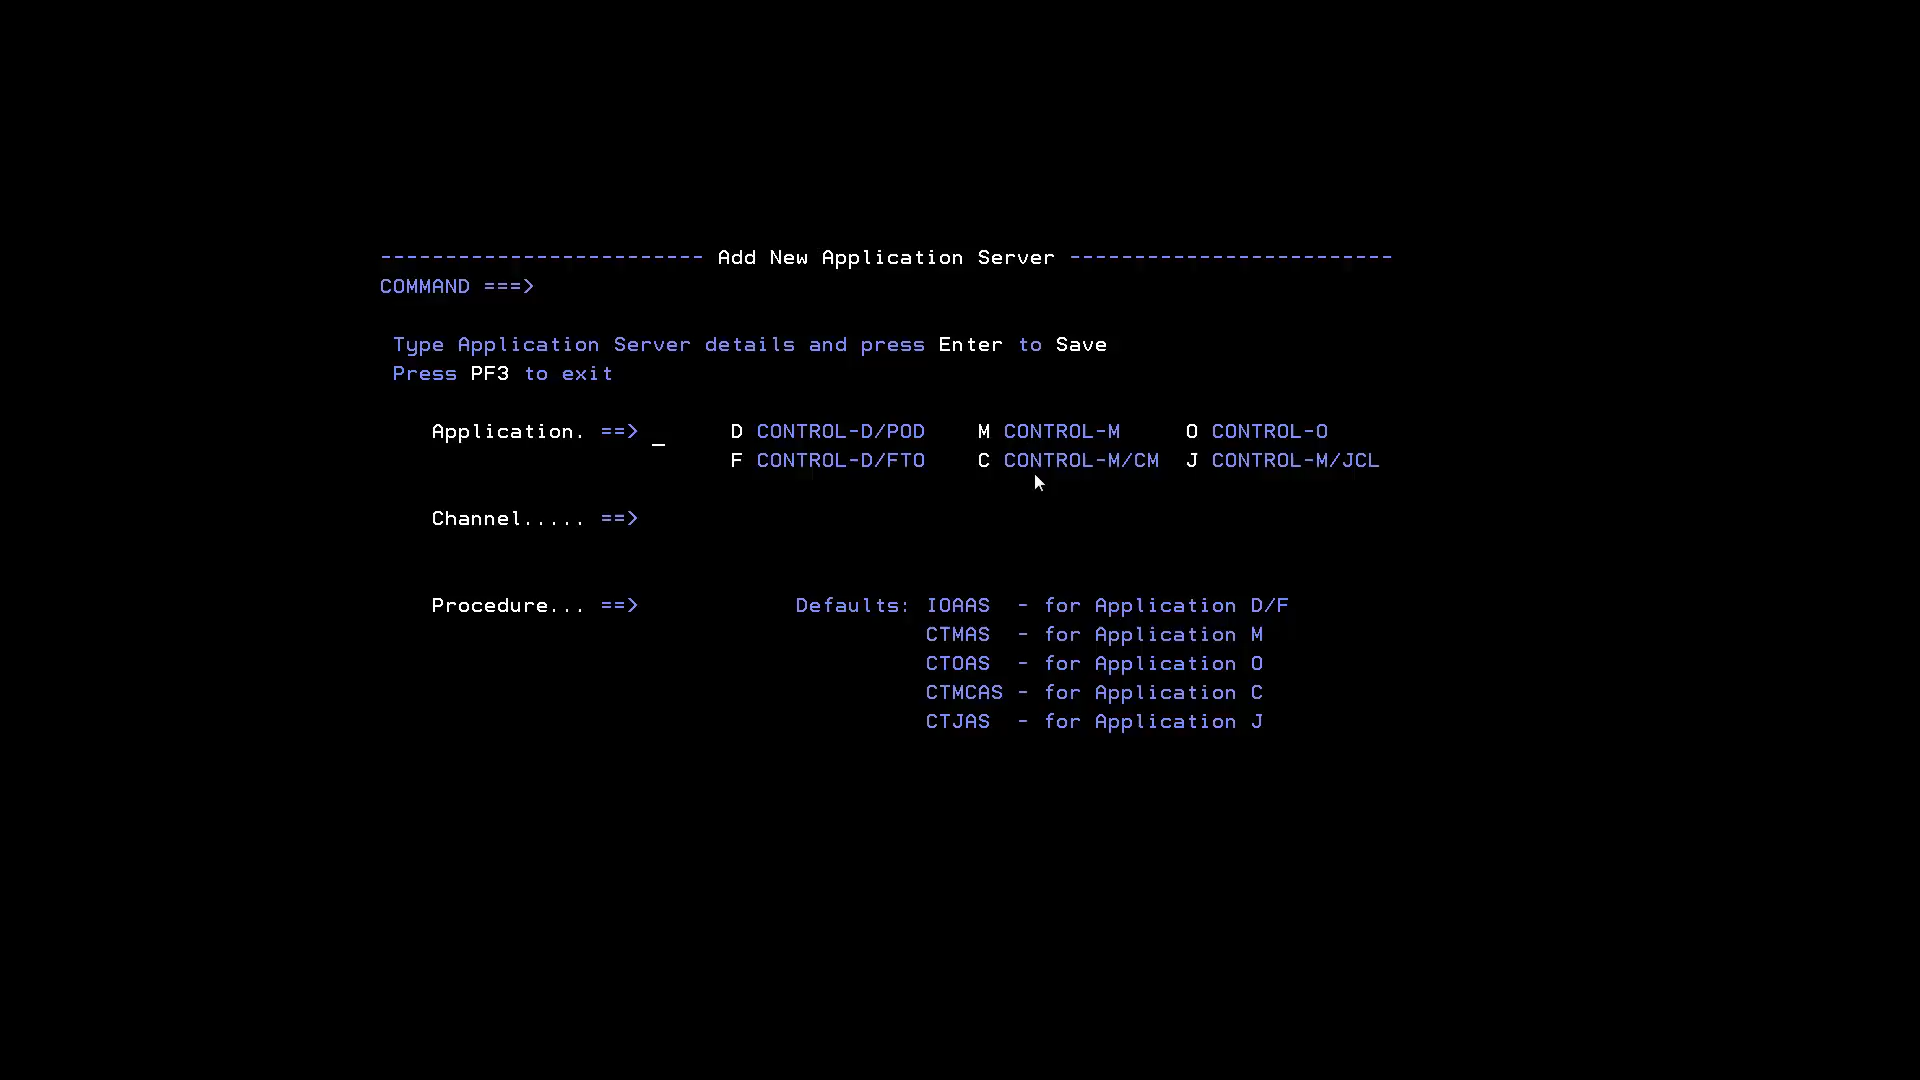 ------------------------- Add New Application Server -------------------------
COMMAND ===>
Type Application Server details and press Enter to Save
Press PF3 to exit
Application. ==> _ D CONTROL-D/POD M CONTROL-M O CONTROL-O
F CONTROL-D/FTO C CONTROL-M/CM J CONTROL-M/JCL
Channel..... ==>
Procedure... ==> Defaults: IOAAS - for Application D/F
CTMAS - for Application M
CTOAS - for Application O
CTMCAS - for Application C
CTJAS - for Application J